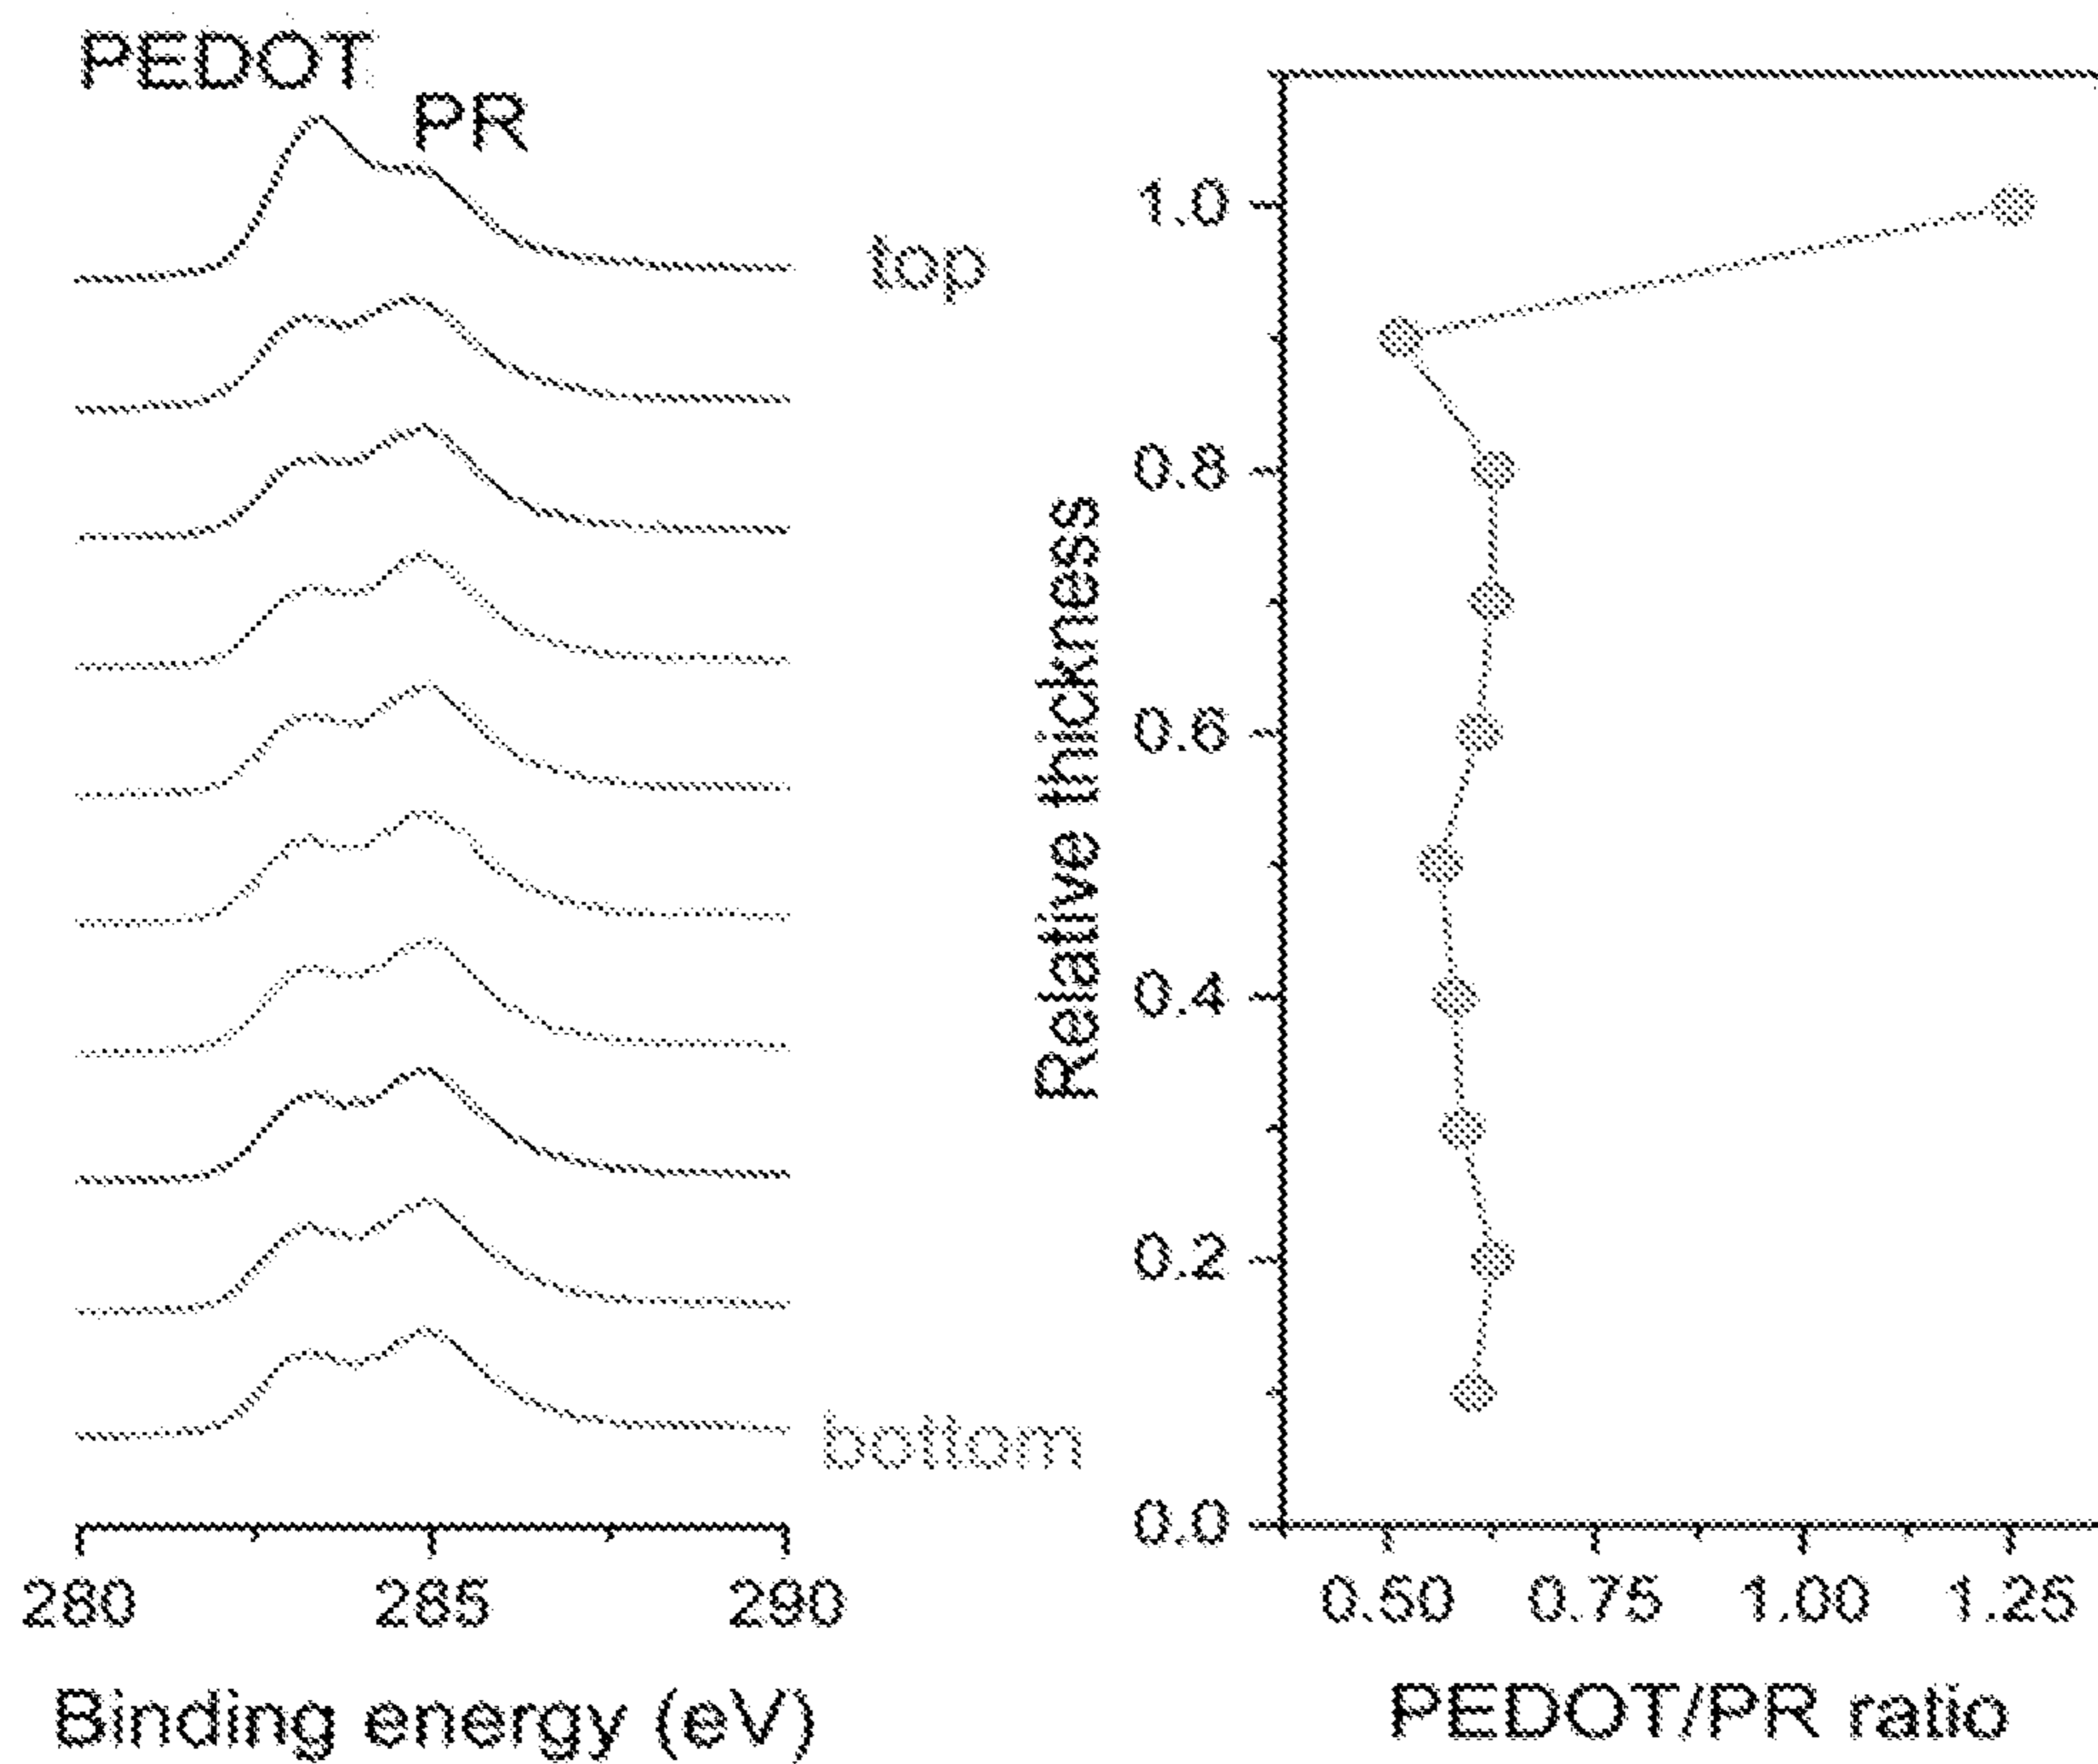 PEDOT
PR
top
bottom
280 285 290
Binding energy (eV)
Relative thickness
1.0
0.8
0.6
0.4
0.2
0.0
0.50 0.75 1.00 1.25
PEDOT/PR ratio